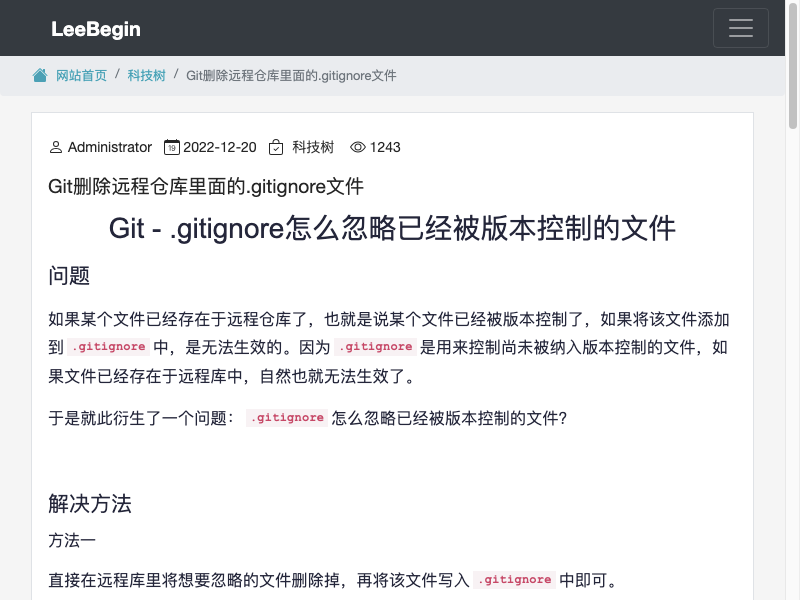 LeeBegin
网站首页 / 科技树 / Git删除远程仓库里面的.gitignore文件
Administrator 19 2022-12-20 科技树 1243
Git删除远程仓库里面的.gitignore文件
Git - .gitignore怎么忽略已经被版本控制的文件
问题
如果某个文件已经存在于远程仓库了，也就是说某个文件已经被版本控制了，如果将该文件添加
到 .gitignore 中，是无法生效的。因为 .gitignore 是用来控制尚未被纳入版本控制的文件，如
果文件已经存在于远程库中，自然也就无法生效了。
于是就此衍生了一个问题： .gitignore 怎么忽略已经被版本控制的文件?
解决方法
方法一
直接在远程库里将想要忽略的文件删除掉，再将该文件写入 .gitignore 中即可。